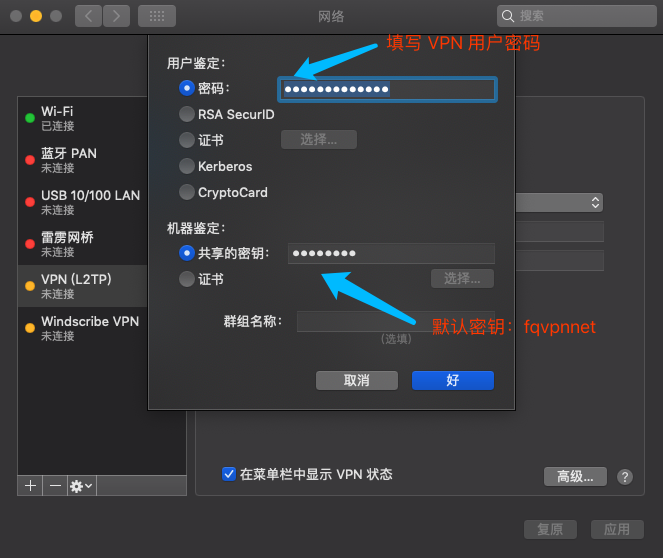 网络
搜索
填写 VPN 用户密码
用户鉴定：
密码：
RSA SecurID
证书
选择...
Kerberos
CryptoCard
机器鉴定：
共享的密钥：
证书
选择...
默认密钥：fqvpnnet
群组名称：
(选填)
取消
好
Wi-Fi
已连接
蓝牙 PAN
未连接
USB 10/100 LAN
未连接
雷雳网桥
未连接
VPN (L2TP)
未连接
Windscribe VPN
未连接
在菜单栏中显示 VPN 状态
高级...
?
复原
应用